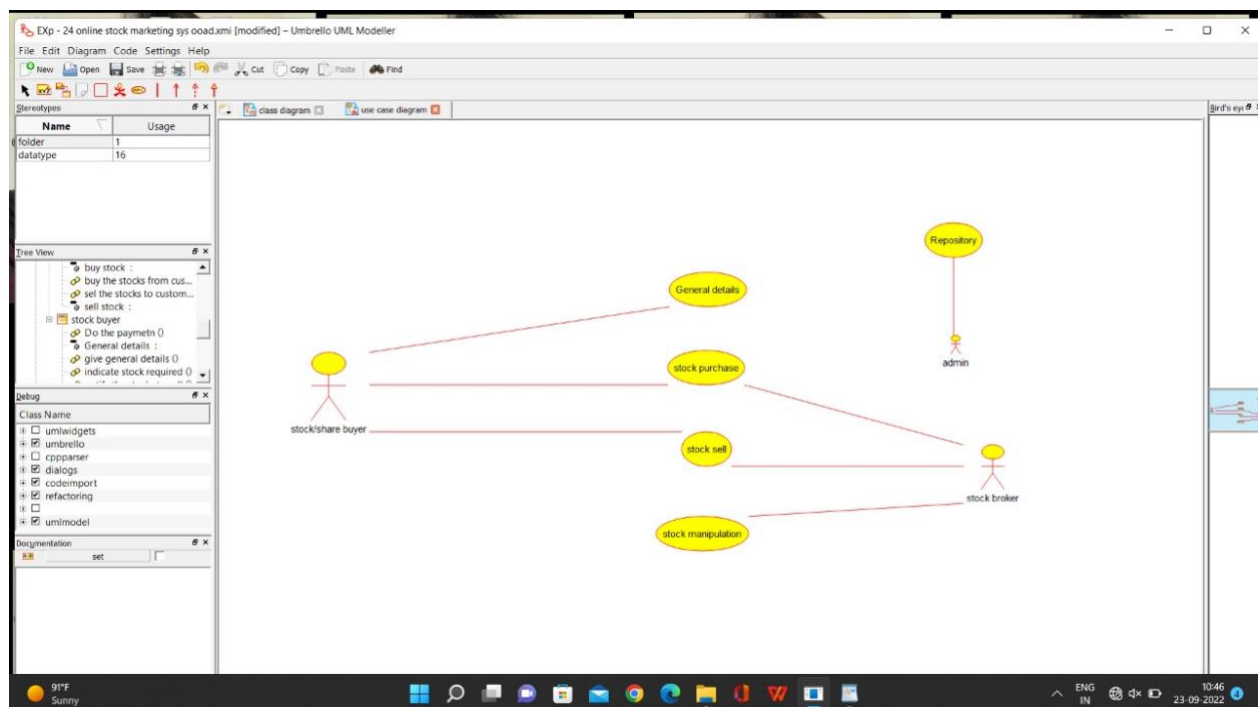 EXp - 24 online stock marketing sys ooad.xmi [modified] – Umbrello UML Modeller
File Edit Diagram Code Settings Help
New Open Save Cut Copy Paste Find
Stereotypes
Name Usage
folder 1
datatype 16
class diagram
use case diagram
Bird's eye
Tree View
buy stock :
buy the stocks from cus...
sel the stocks to custom...
sell stock :
stock buyer
Do the paymetn ()
General details :
give general details ()
indicate stock required ()
Debug
Class Name
umlwidgets
umbrello
cppparser
dialogs
codeimport
refactoring
umlmodel
Documentation
set
Repository
General details
admin
stock purchase
stock/share buyer
stock sell
stock broker
stock manipulation
91°F
Sunny
ENG
IN
10:46
23-09-2022
4